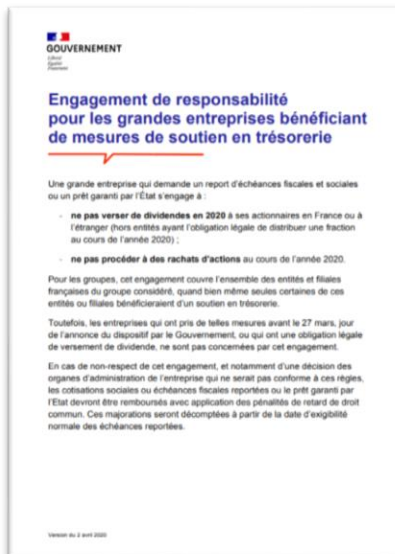 GOUVERNEMENT
Liberté
Égalité
Fraternité
Engagement de responsabilité
pour les grandes entreprises bénéficiant
de mesures de soutien en trésorerie
Une grande entreprise qui demande un report d'échéances fiscales et sociales
ou un prêt garanti par l'État s'engage à :
- ne pas verser de dividendes en 2020 à ses actionnaires en France ou à
l'étranger (hors entités ayant l'obligation légale de distribuer une fraction
au cours de l'année 2020) ;
- ne pas procéder à des rachats d'actions au cours de l'année 2020.
Pour les groupes, cet engagement couvre l'ensemble des entités et filiales
françaises du groupe considéré, quand bien même seules certaines de ces
entités ou filiales bénéficieraient d'un soutien en trésorerie.
Toutefois, les entreprises qui ont pris de telles mesures avant le 27 mars, jour
de l'annonce du dispositif par le Gouvernement, ou qui ont une obligation légale
de versement de dividende, ne sont pas concernées par cet engagement.
En cas de non-respect de cet engagement, et notamment d'une décision des
organes d'administration de l'entreprise qui ne serait pas conforme à ces règles,
les cotisations sociales ou échéances fiscales reportées ou le prêt garanti par
l'Etat devront être remboursés avec application des pénalités de retard de droit
commun. Ces majorations seront décomptées à partir de la date d'exigibilité
normale des échéances reportées.
Version du 2 avril 2020